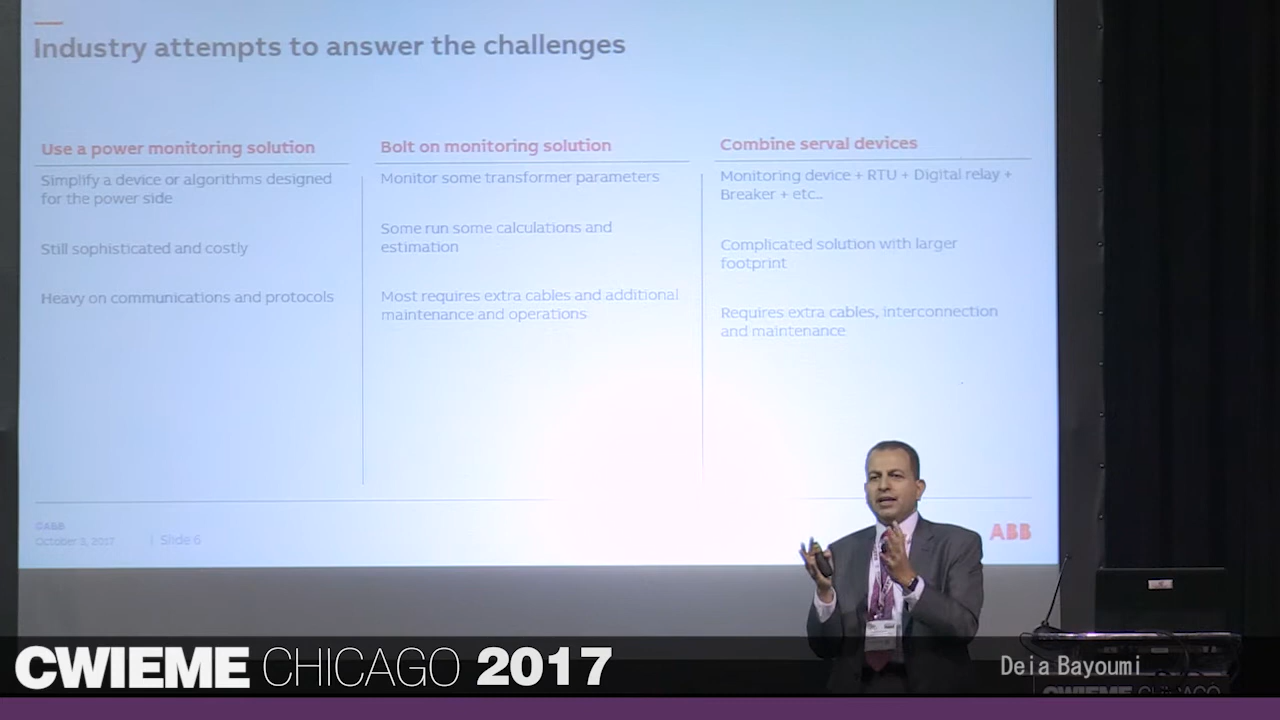 Industry attempts to answer the challenges
Use a power monitoring solution
Simplify a device or algorithms designed
for the power side
Still sophisticated and costly
Heavy on communications and protocols
Bolt on monitoring solution
Monitor some transformer parameters
Some run some calculations and
estimation
Most requires extra cables and additional
maintenance and operations
Combine serval devices
Monitoring device + RTU + Digital relay +
Breaker + etc..
Complicated solution with larger
footprint
Requires extra cables, interconnection
and maintenance
©ABB
October 3, 2017 | Slide 6
ABB
CWIEME CHICAGO 2017
Deia Bayoumi
CWIEME CHICAGO